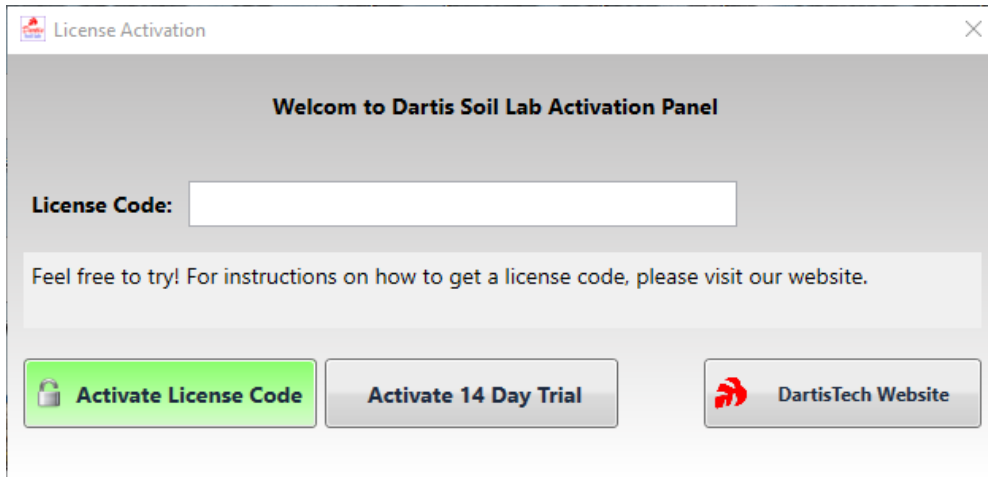 License Activation
Welcom to Dartis Soil Lab Activation Panel
License Code:
Feel free to try! For instructions on how to get a license code, please visit our website.
Activate License Code
Activate 14 Day Trial
DartisTech Website